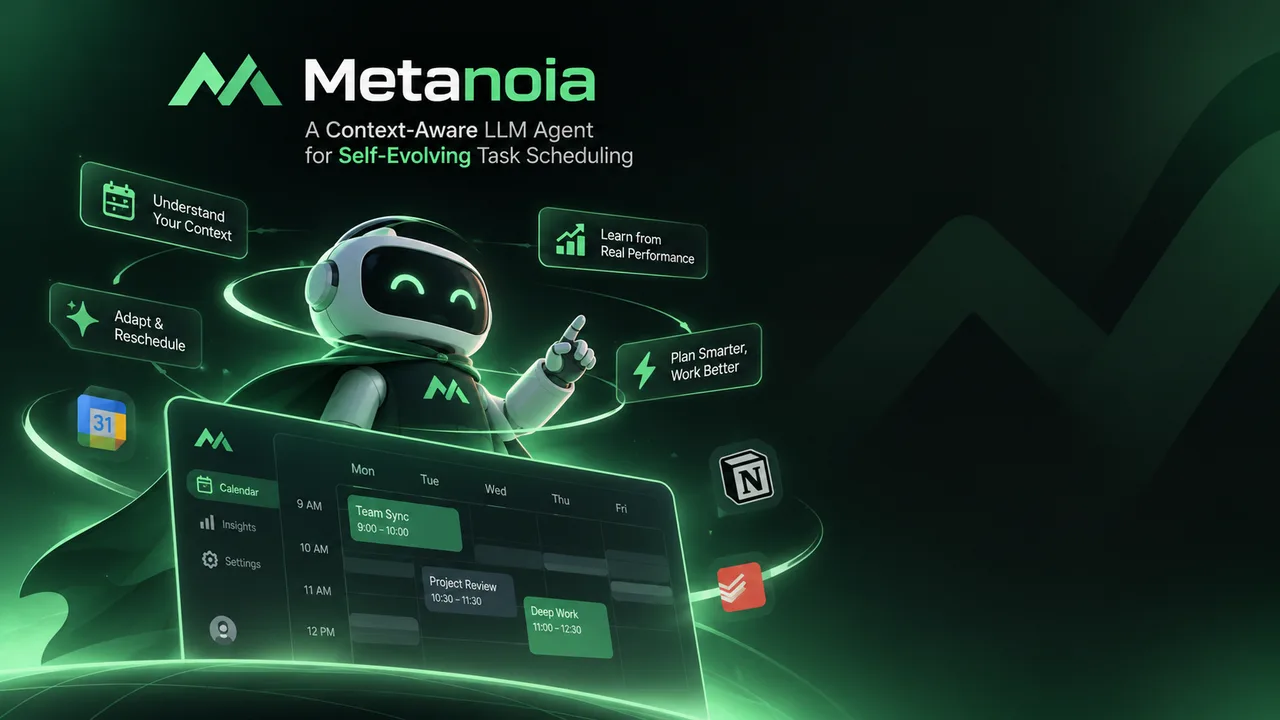 Metanoia
A Context-Aware LLM Agent
for Self-Evolving Task Scheduling
Understand
Your Context
Learn from
Real Performance
Adapt &
Reschedule
Plan Smarter,
Work Better
31
N
Calendar
Insights
Settings
Mon
Tue
Wed
Thu
Fri
9 AM
10 AM
11 AM
12 PM
Team Sync
9:00 – 10:00
Project Review
10:30 – 11:30
Deep Work
11:00 – 12:30